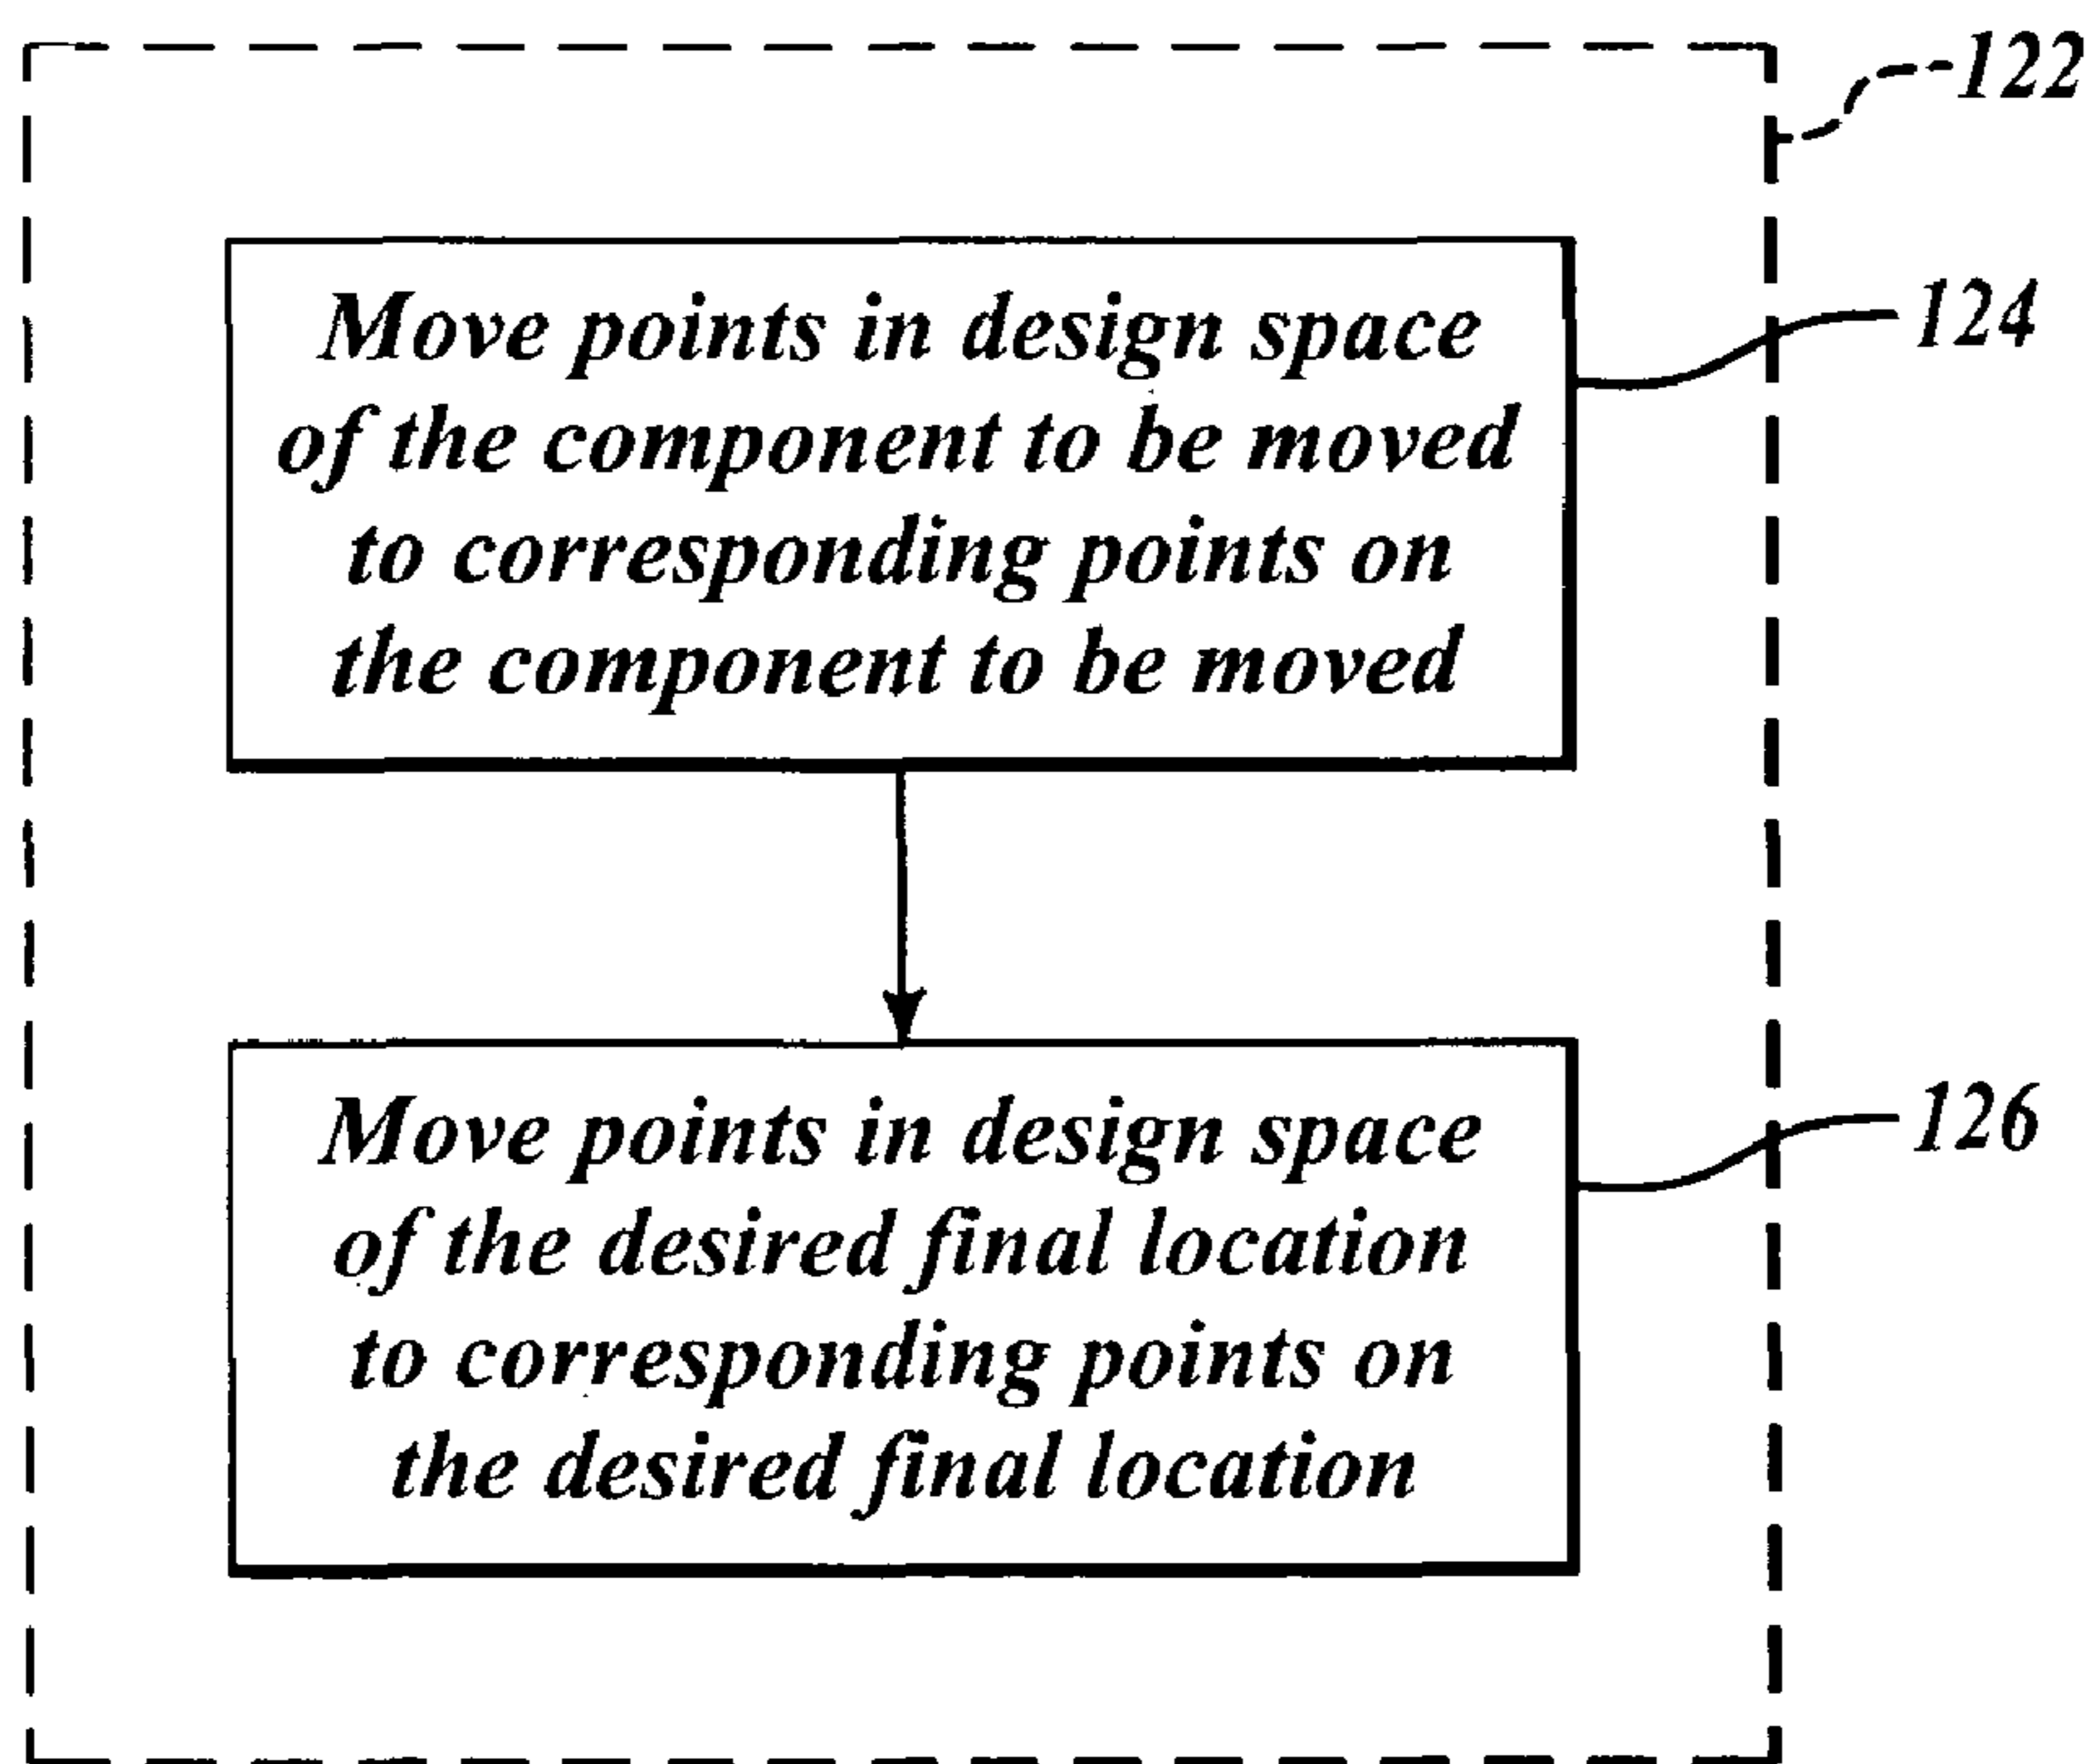 122
Move points in design space
of the component to be moved
to corresponding points on
the component to be moved
124
Move points in design space
of the desired final location
to corresponding points on
the desired final location
126